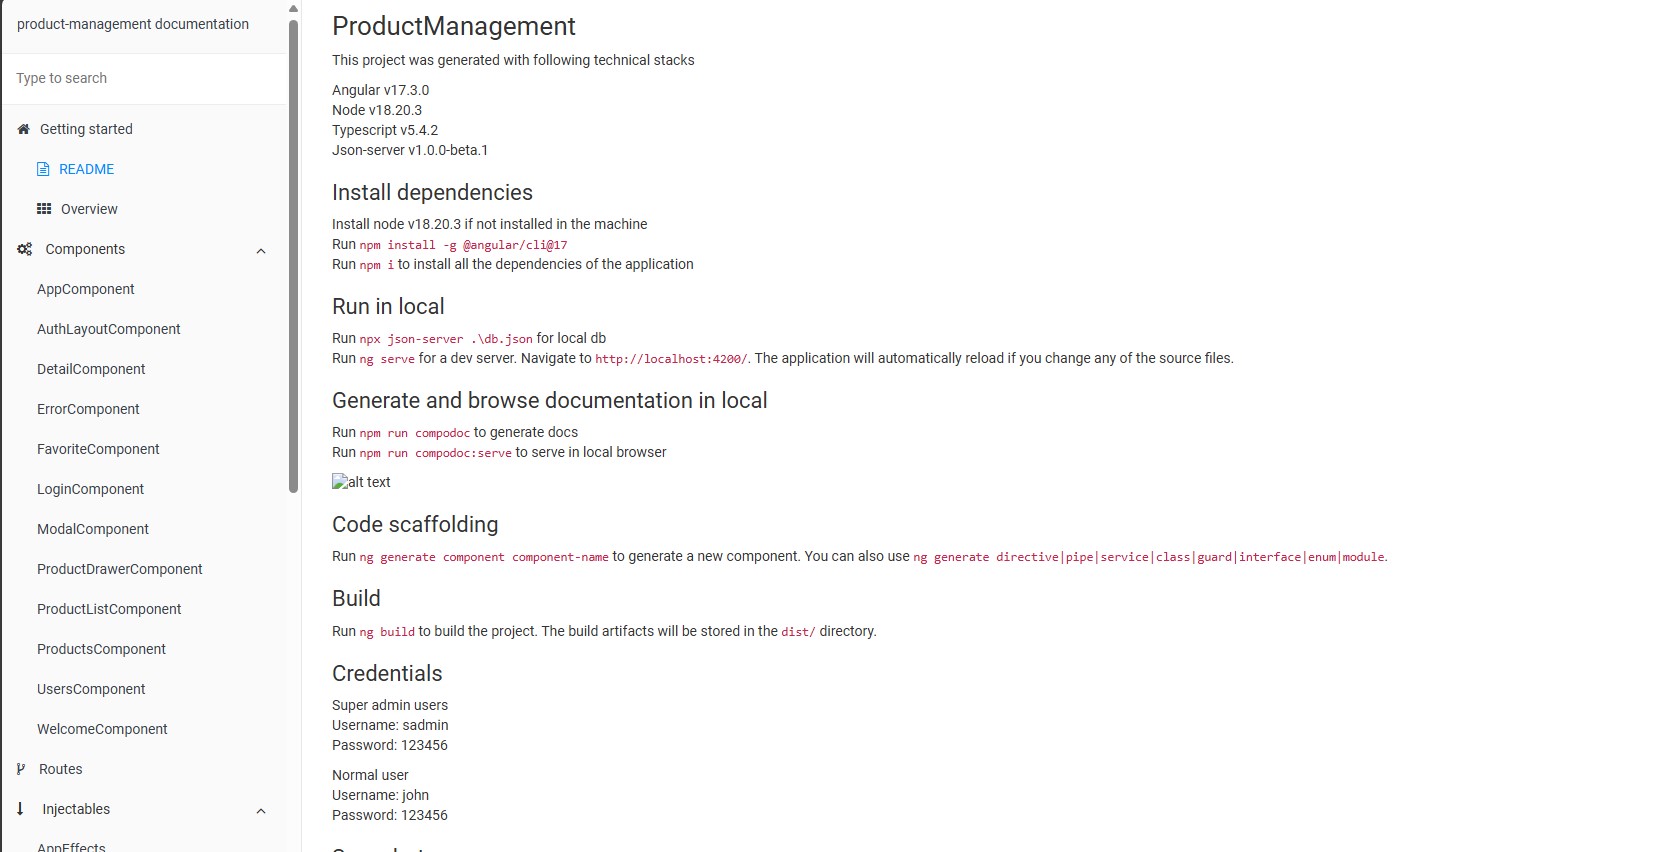 product-management documentation
Type to search
Getting started
README
Overview
Components
AppComponent
AuthLayoutComponent
DetailComponent
ErrorComponent
FavoriteComponent
LoginComponent
ModalComponent
ProductDrawerComponent
ProductListComponent
ProductsComponent
UsersComponent
WelcomeComponent
Routes
Injectables
AppEffects
ProductManagement
This project was generated with following technical stacks
Angular v17.3.0
Node v18.20.3
Typescript v5.4.2
Json-server v1.0.0-beta.1
Install dependencies
Install node v18.20.3 if not installed in the machine
Run npm install -g @angular/cli@17
Run npm i to install all the dependencies of the application
Run in local
Run npx json-server .\db.json for local db
Run ng serve for a dev server. Navigate to http://localhost:4200/. The application will automatically reload if you change any of the source files.
Generate and browse documentation in local
Run npm run compodoc to generate docs
Run npm run compodoc:serve to serve in local browser
alt text
Code scaffolding
Run ng generate component component-name to generate a new component. You can also use ng generate directive|pipe|service|class|guard|interface|enum|module.
Build
Run ng build to build the project. The build artifacts will be stored in the dist/ directory.
Credentials
Super admin users
Username: sadmin
Password: 123456
Normal user
Username: john
Password: 123456